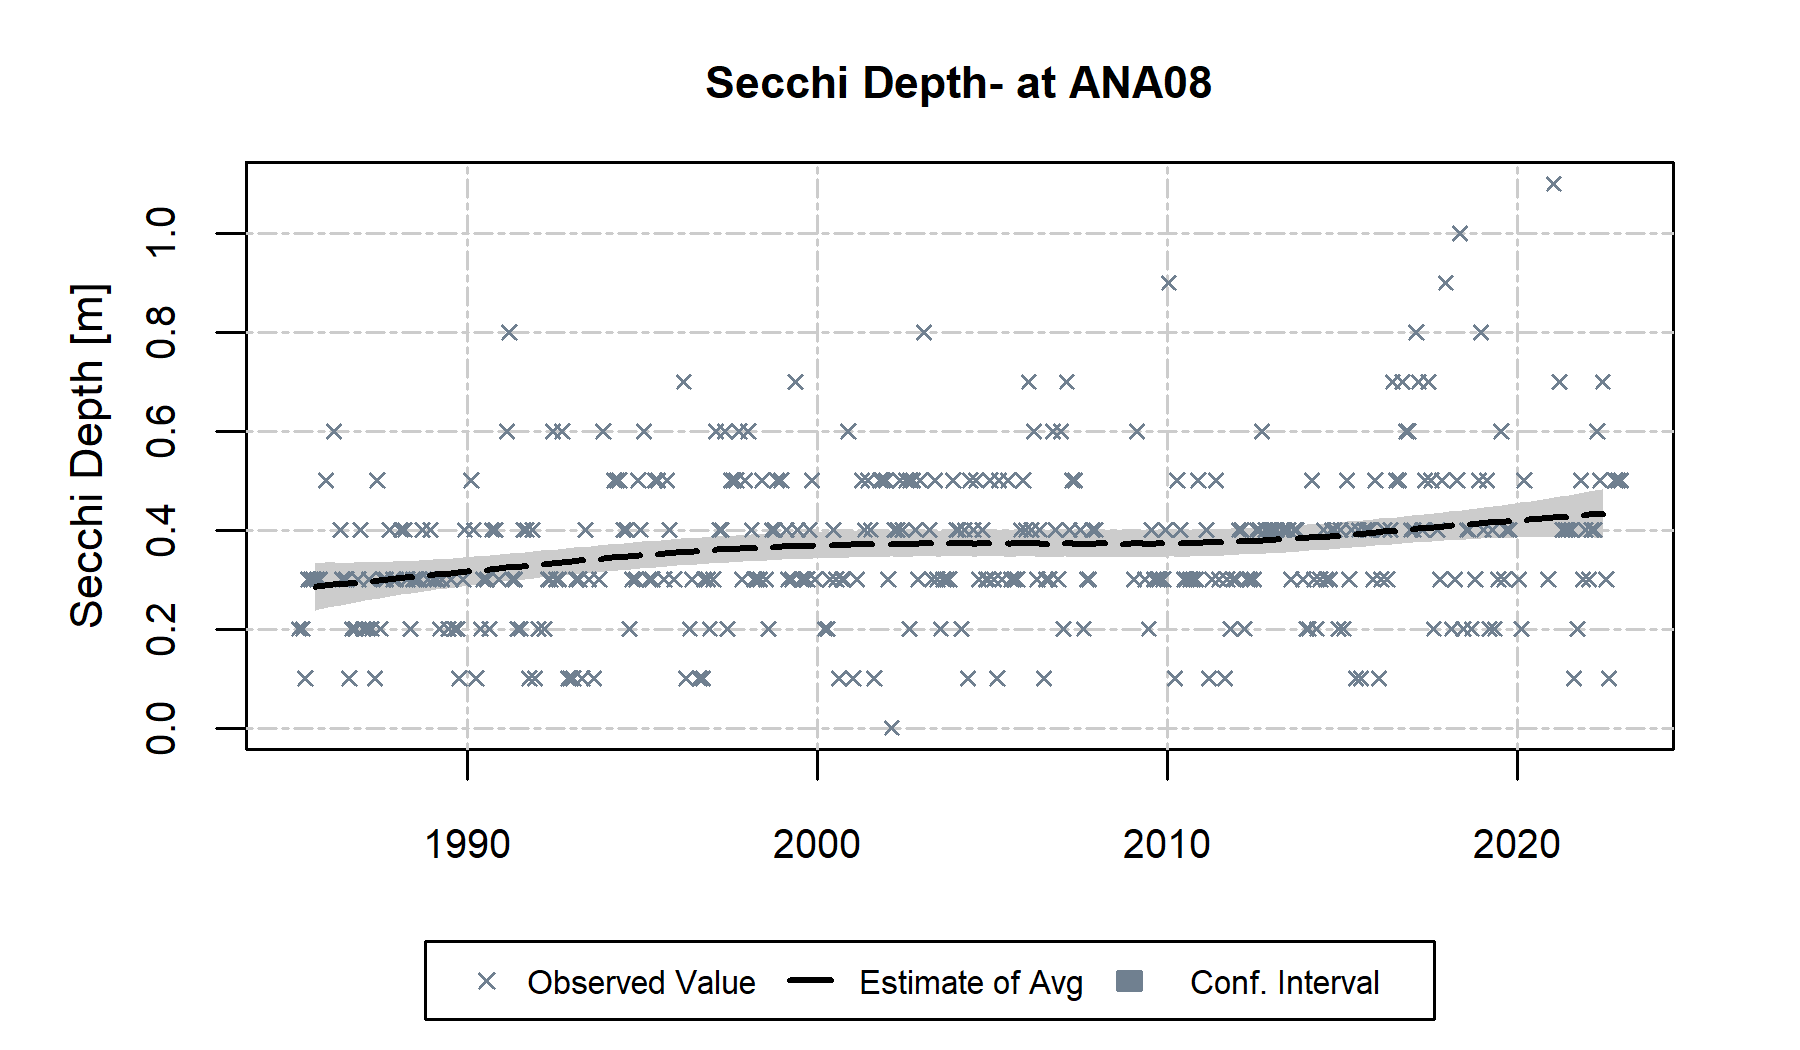 Secchi Depth- at ANA08
Secchi Depth [m]
1.0
0.8
0.6
0.4
0.2
0.0
1990 2000 2010 2020
Observed Value Estimate of Avg Conf. Interval